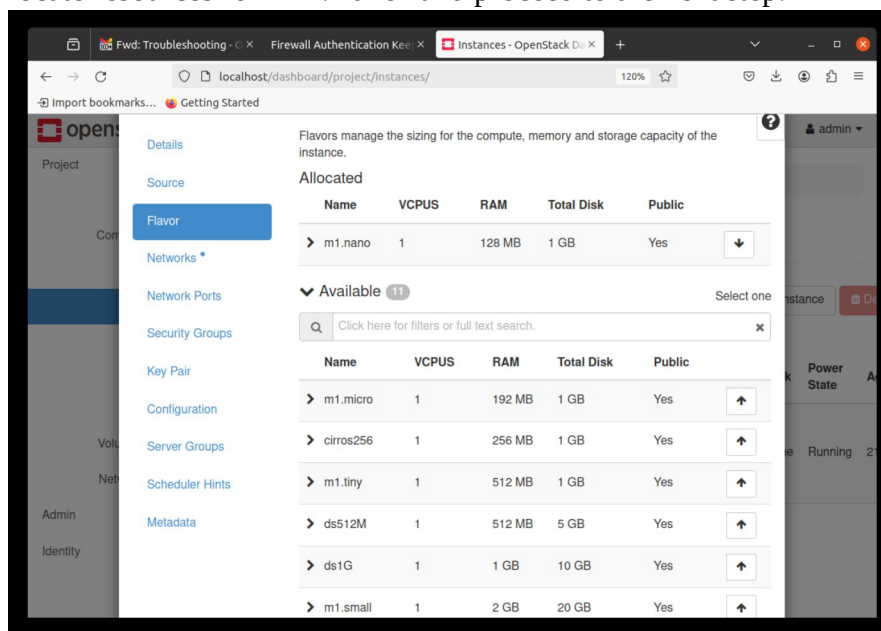 Fwd: Troubleshooting -
Firewall Authentication Kee
Instances - OpenStack Da
localhost/dashboard/project/instances/
120%
Import bookmarks...
Getting Started
admin
Project
Details
Source
Flavor
Networks *
Network Ports
Security Groups
Key Pair
Configuration
Server Groups
Scheduler Hints
Metadata
Admin
Identity
Flavors manage the sizing for the compute, memory and storage capacity of the
instance.
Allocated
Name VCPUS RAM Total Disk Public
m1.nano 1 128 MB 1 GB Yes
Available 11
Select one
Click here for filters or full text search.
Name VCPUS RAM Total Disk Public
m1.micro 1 192 MB 1 GB Yes
cirros256 1 256 MB 1 GB Yes
m1.tiny 1 512 MB 1 GB Yes
ds512M 1 512 MB 5 GB Yes
ds1G 1 1 GB 10 GB Yes
m1.small 1 2 GB 20 GB Yes
Power
State
Running